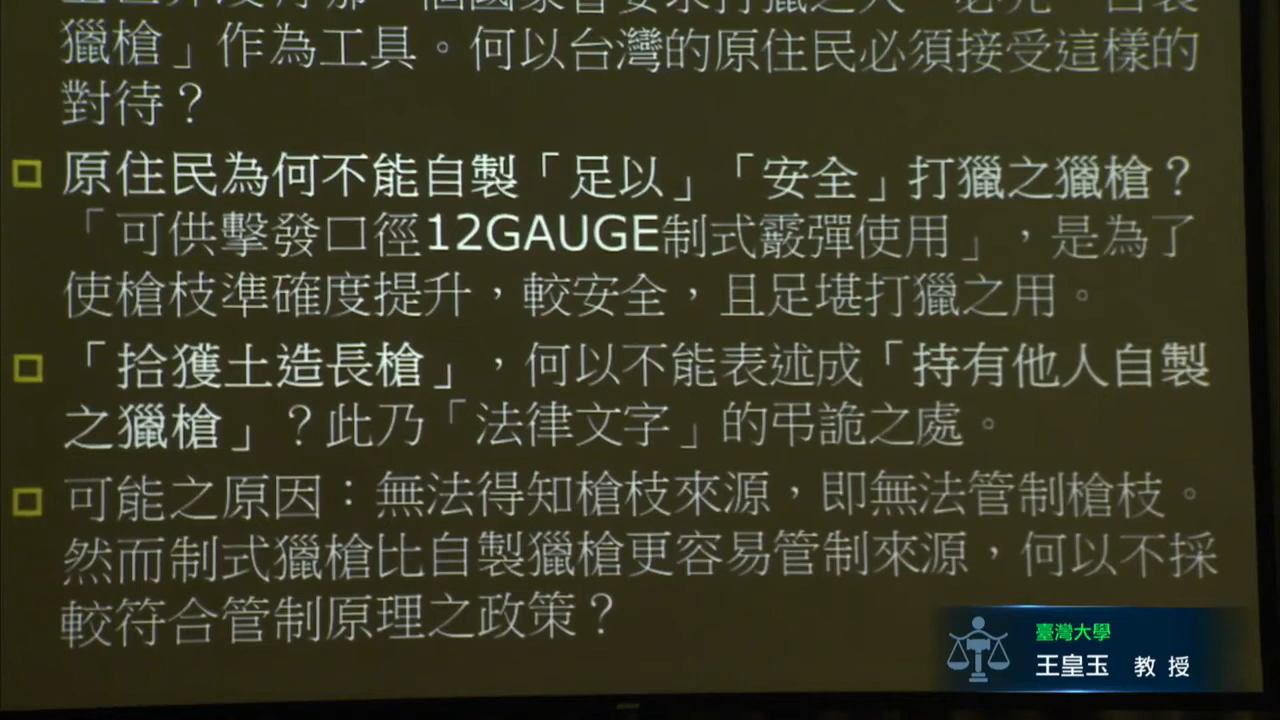 獵槍」作為工具。何以台灣的原住民必須接受這樣的
對待？
原住民為何不能自製「足以」「安全」打獵之獵槍？
「可供擊發口徑12GAUGE制式霰彈使用」，是為了
使槍枝準確度提升，較安全，且足堪打獵之用。
「拾獲土造長槍」，何以不能表述成「持有他人自製
之獵槍」？此乃「法律文字」的弔詭之處。
可能之原因：無法得知槍枝來源，即無法管制槍枝。
然而制式獵槍比自製獵槍更容易管制來源，何以不採
較符合管制原理之政策？
臺灣大學
王皇玉 教授